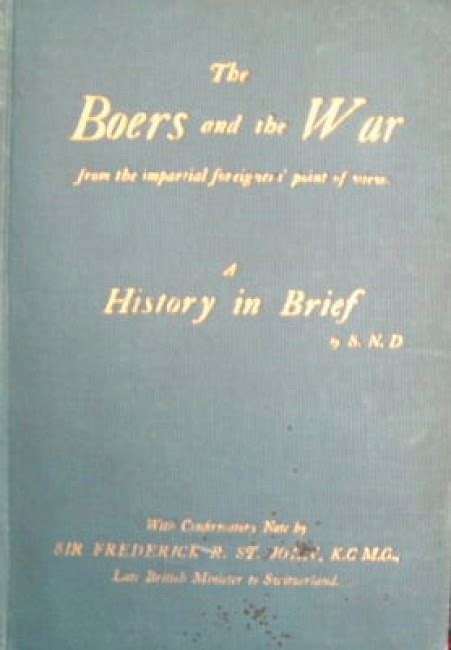 The
Boers and the War
from the impartial foreigners' point of view.
A
History in Brief
by S. N. D
With Confirmatory Note by
SIR FREDERICK R. ST. JOHN, K.C M.G.,
Late British Minister to Switzerland.